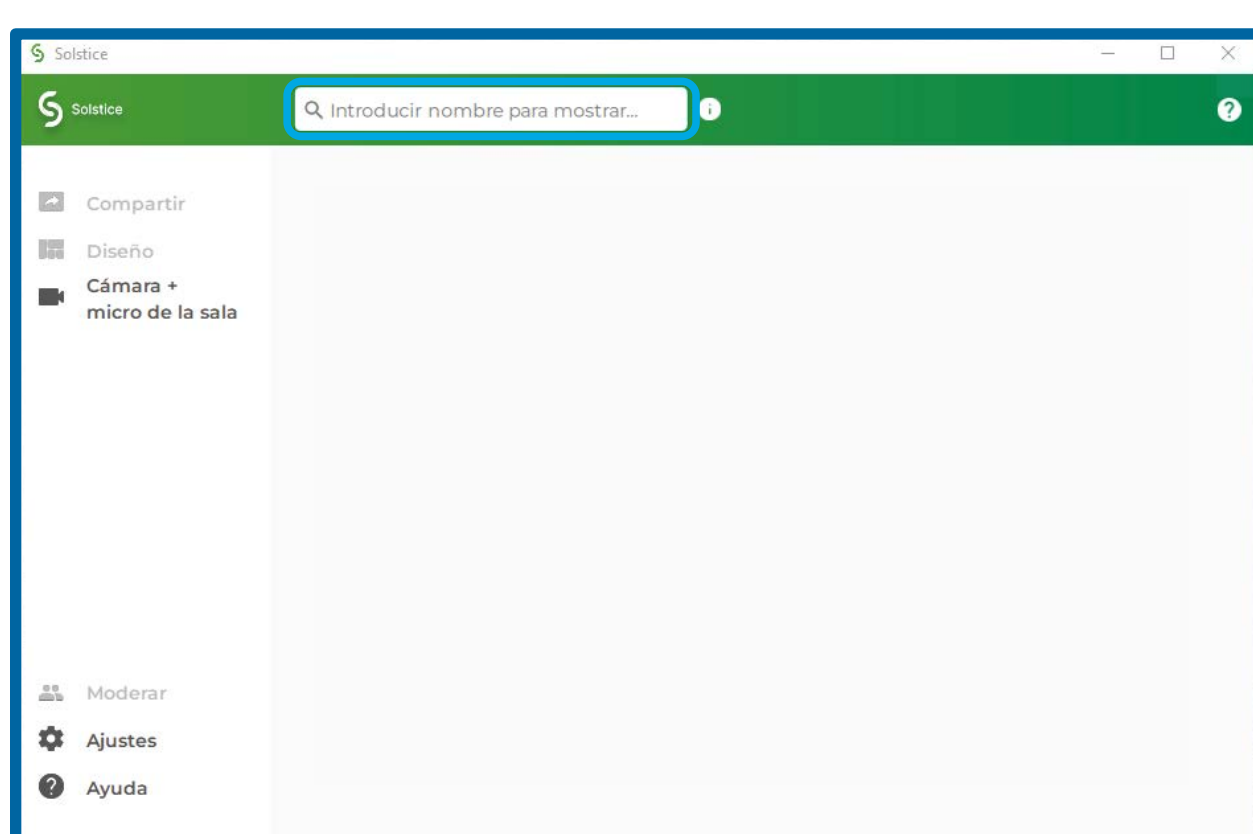 Solstice
Solstice
Introducir nombre para mostrar...
Compartir
Diseño
Cámara +
micro de la sala
Moderar
Ajustes
Ayuda